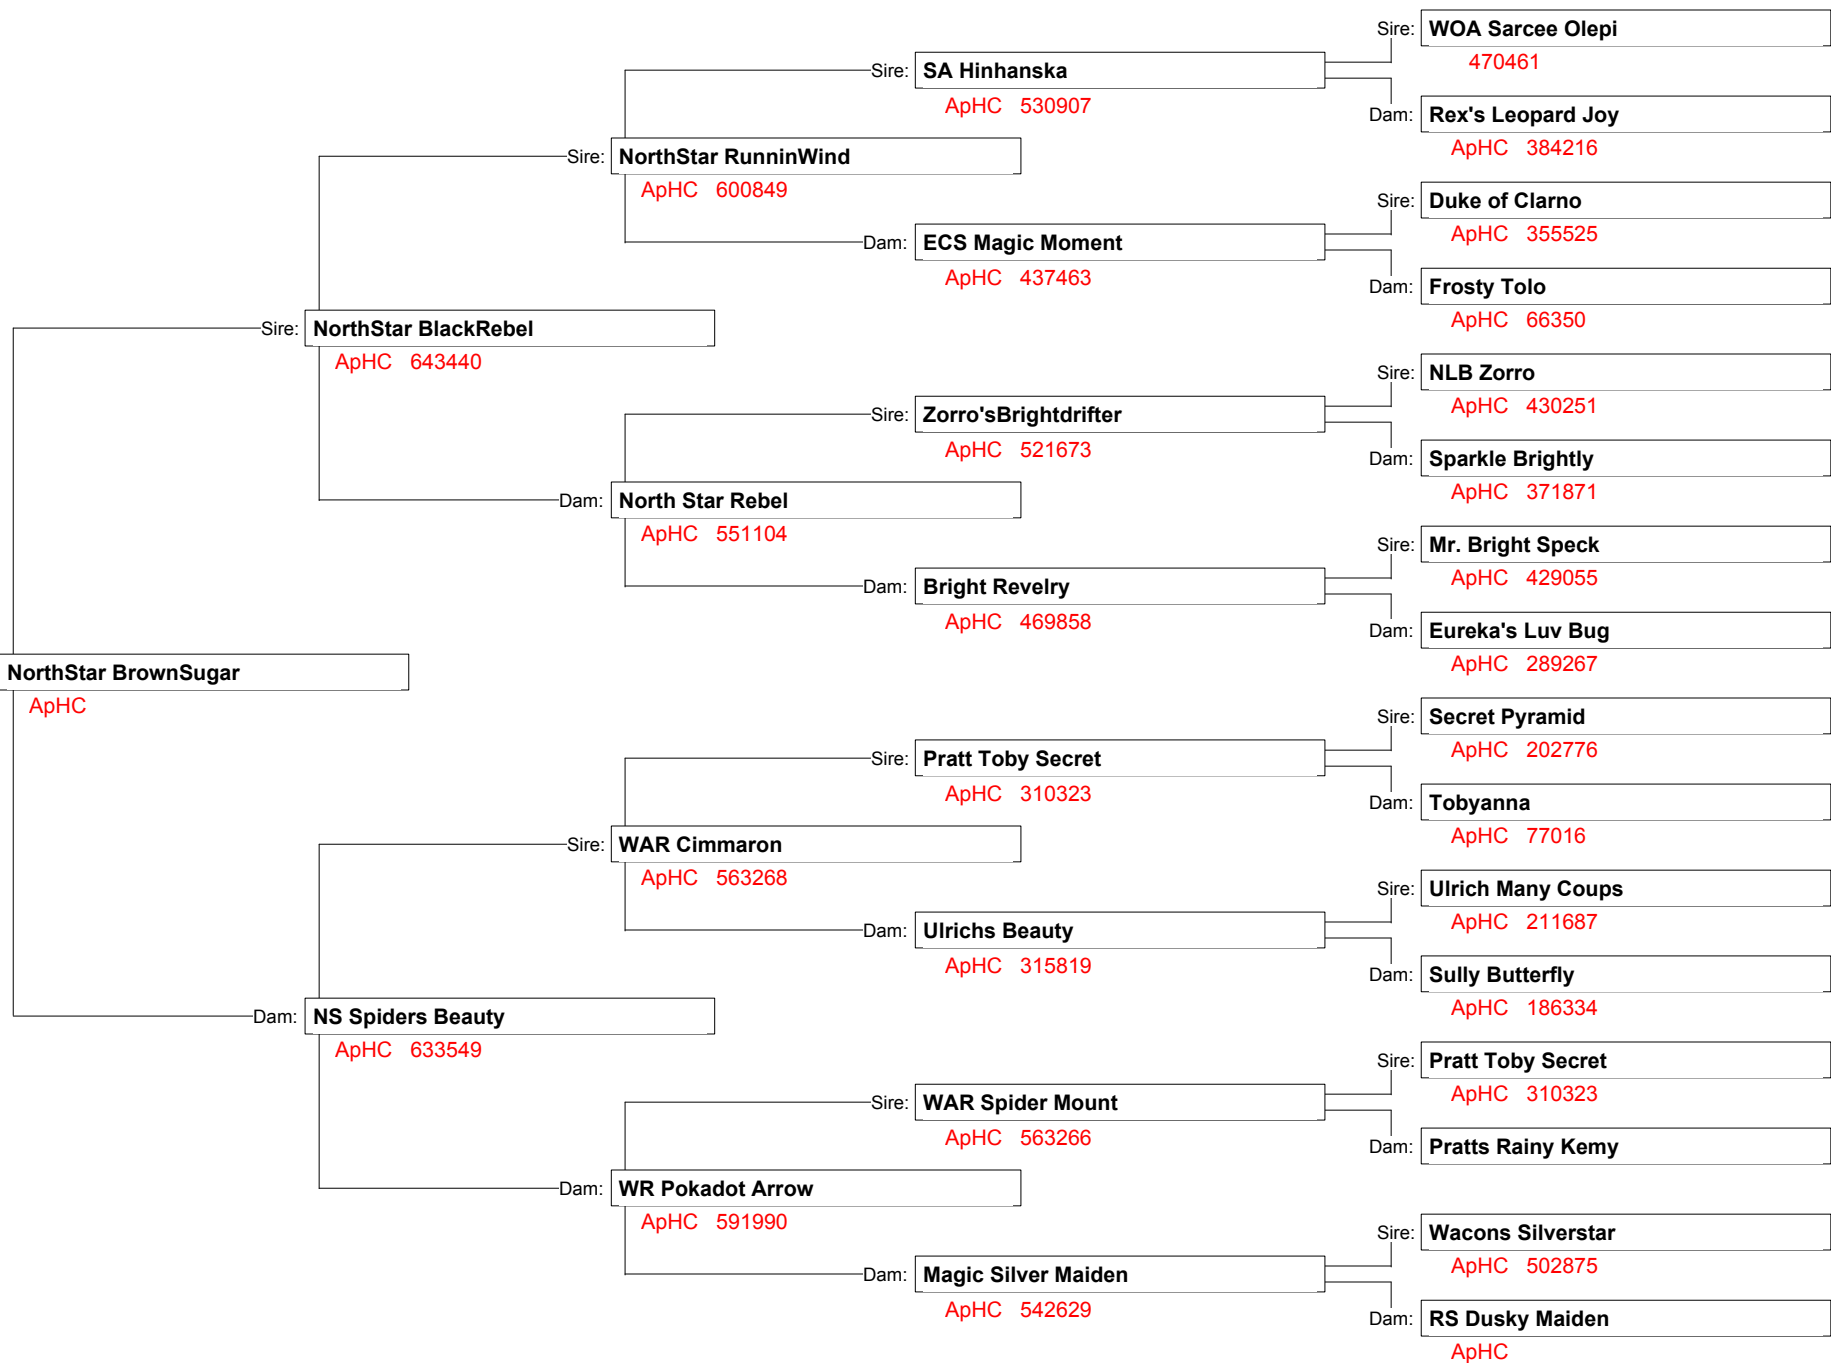 Sire: WOA Sarcee Olepi
470461
Sire: SA Hinhanska
ApHC 530907
Dam: Rex's Leopard Joy
ApHC 384216
Sire: NorthStar RunninWind
ApHC 600849
Sire: Duke of Clarno
ApHC 355525
Dam: ECS Magic Moment
ApHC 437463
Dam: Frosty Tolo
ApHC 66350
Sire: NorthStar BlackRebel
ApHC 643440
Sire: NLB Zorro
ApHC 430251
Sire: Zorro'sBrightdrifter
ApHC 521673
Dam: Sparkle Brightly
ApHC 371871
Dam: North Star Rebel
ApHC 551104
Sire: Mr. Bright Speck
ApHC 429055
Dam: Bright Revelry
ApHC 469858
Dam: Eureka's Luv Bug
ApHC 289267
NorthStar BrownSugar
ApHC
Sire: Secret Pyramid
ApHC 202776
Sire: Pratt Toby Secret
ApHC 310323
Dam: Tobyanna
ApHC 77016
Sire: WAR Cimmaron
ApHC 563268
Sire: Ulrich Many Coups
ApHC 211687
Dam: Ulrichs Beauty
ApHC 315819
Dam: Sully Butterfly
ApHC 186334
Dam: NS Spiders Beauty
ApHC 633549
Sire: Pratt Toby Secret
ApHC 310323
Sire: WAR Spider Mount
ApHC 563266
Dam: Pratts Rainy Kemy
Dam: WR Pokadot Arrow
ApHC 591990
Sire: Wacons Silverstar
ApHC 502875
Dam: Magic Silver Maiden
ApHC 542629
Dam: RS Dusky Maiden
ApHC